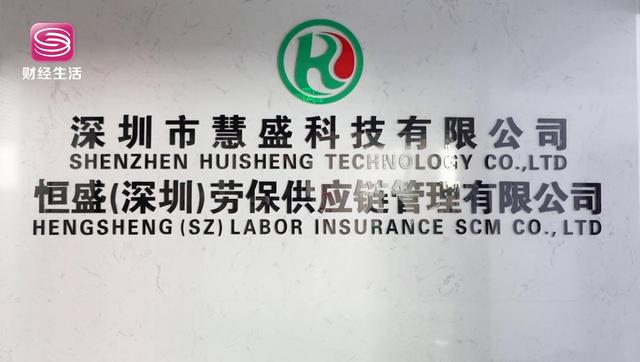 财经生活
深圳市慧盛科技有限公司
SHENZHEN HUISHENG TECHNOLOGY CO.,LTD
恒盛(深圳)劳保供应链管理有限公司
HENGSHENG(SZ)LABOR INSURANCE SCM CO.,LTD